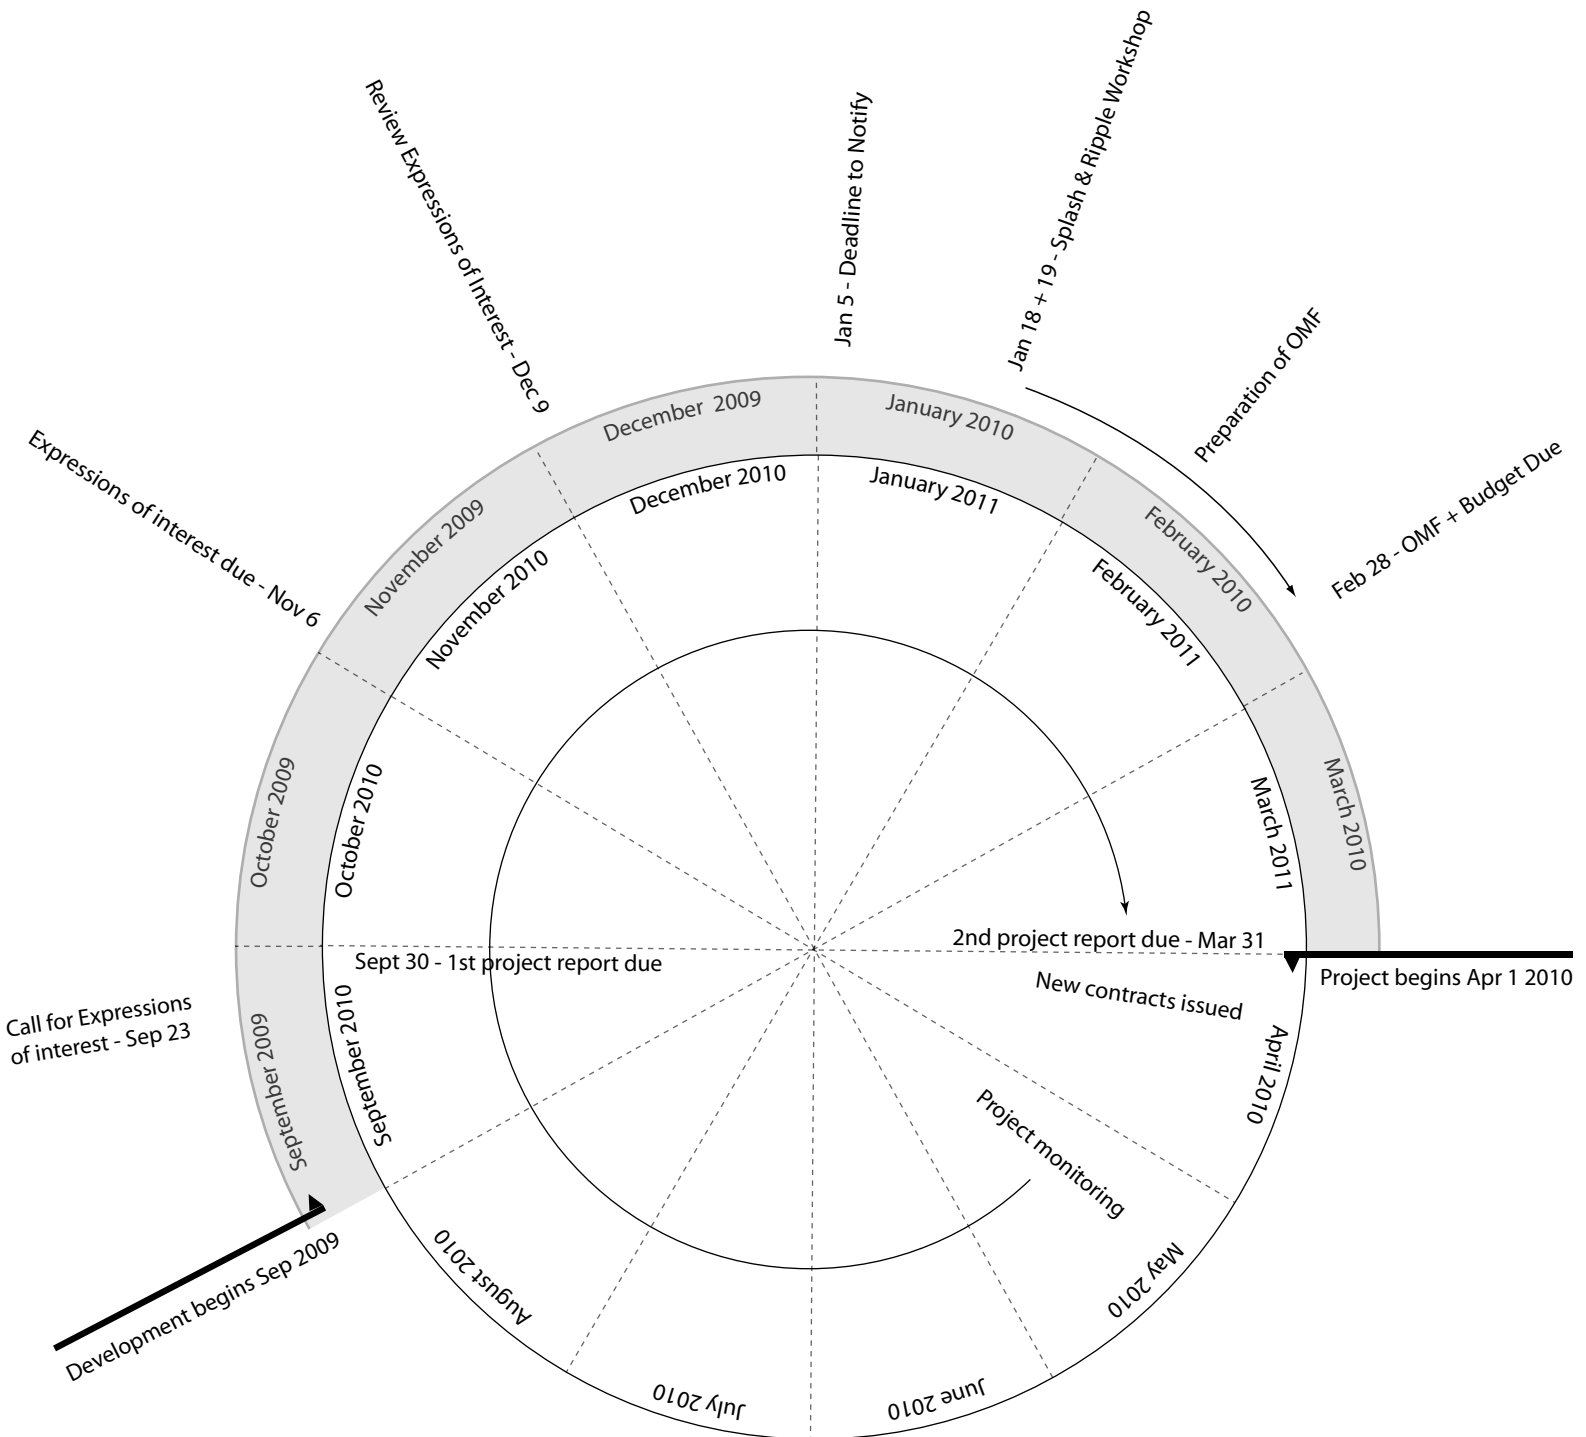 Development begins Sep 2009
Call for Expressions
of interest - Sep 23
Expressions of interest due - Nov 6
Review Expressions of Interest - Dec 9
Jan 5 - Deadline to Notify
Jan 18 + 19 - Splash & Ripple Workshop
Preparation of OMF
Feb 28 - OMF + Budget Due
Project begins Apr 1 2010
September 2009
October 2009
November 2009
December 2009
January 2010
February 2010
March 2010
April 2010
May 2010
June 2010
July 2010
August 2010
September 2010
October 2010
November 2010
December 2010
January 2011
February 2011
March 2011
New contracts issued
Project monitoring
Sept 30 - 1st project report due
2nd project report due - Mar 31